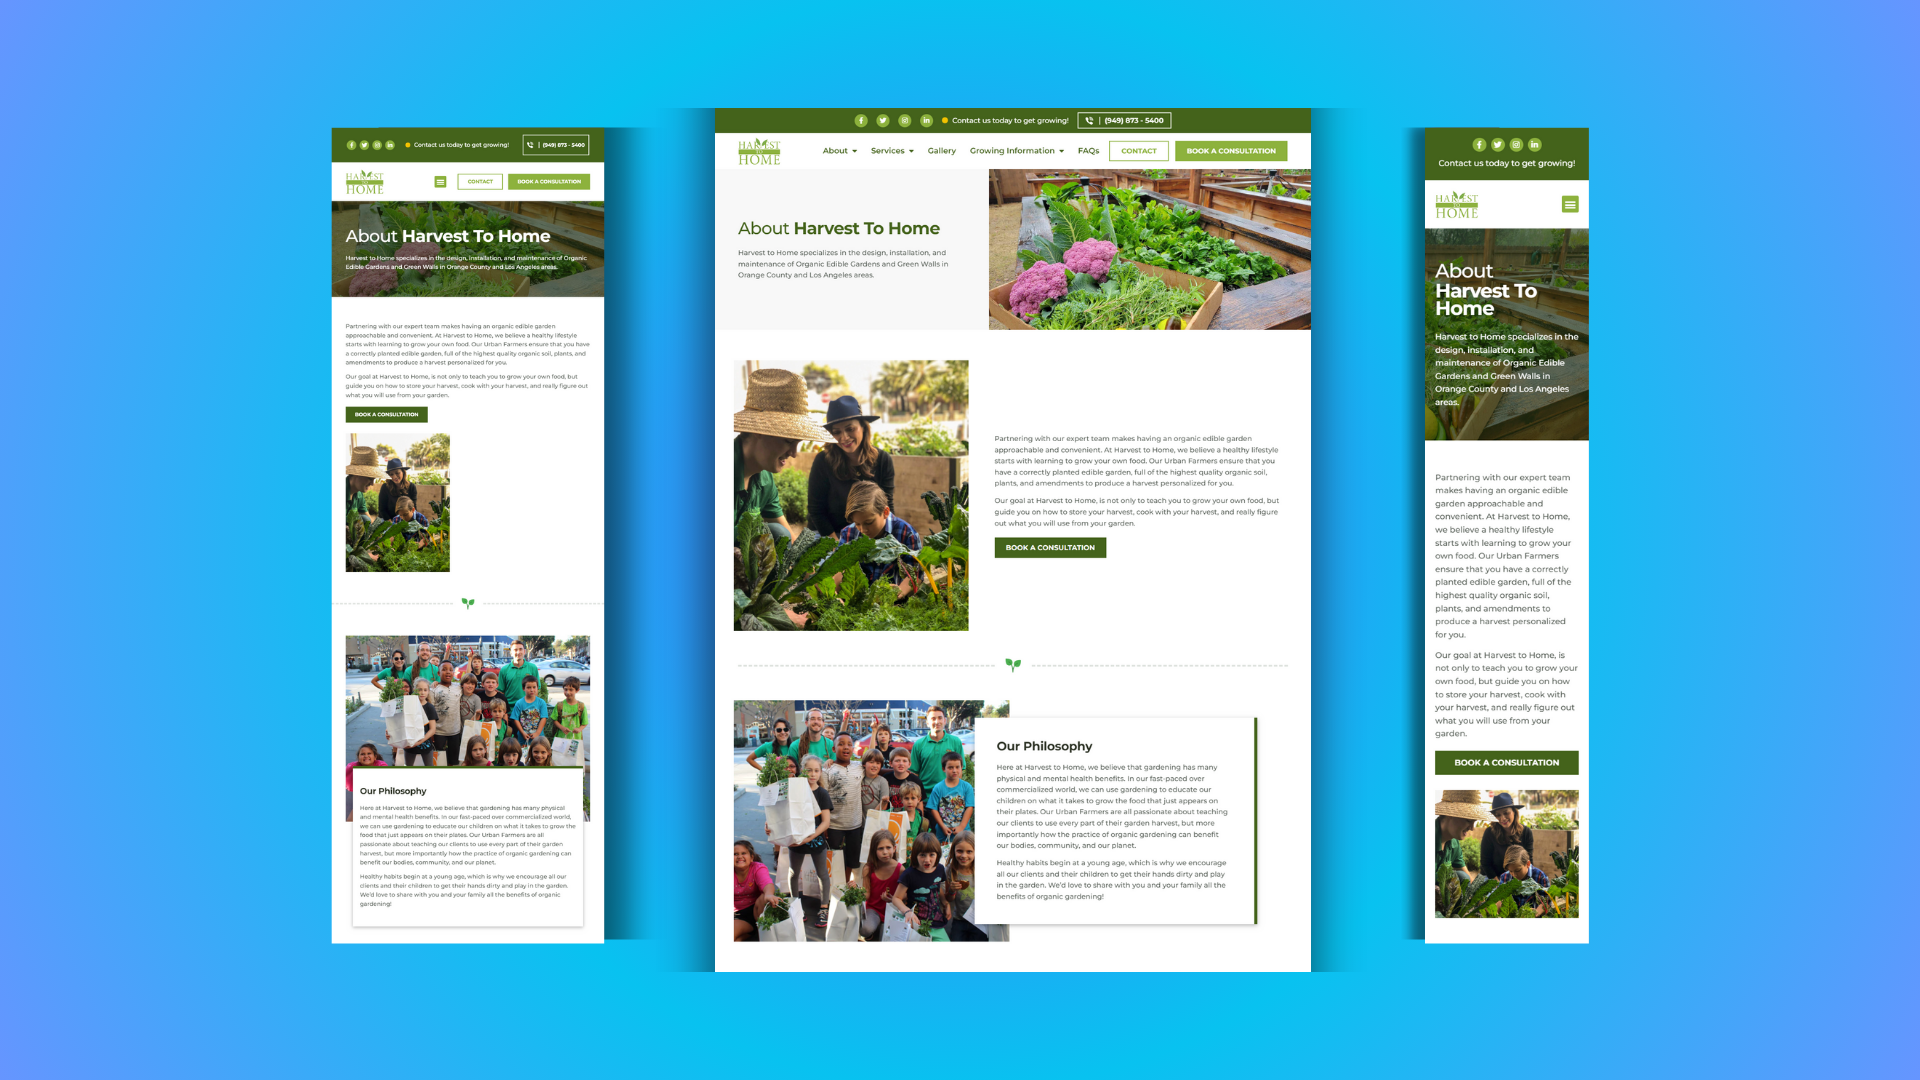 Contact us today to get growing!
| (949) 873 - 5400
HARVEST
TO
HOME
CONTACT
BOOK A CONSULTATION
About Harvest To Home
Harvest to Home specializes in the design, installation, and maintenance of Organic
Edible Gardens and Green Walls in Orange County and Los Angeles areas.
Partnering with our expert team makes having an organic edible garden
approachable and convenient. At Harvest to Home, we believe a healthy lifestyle
starts with learning to grow your own food. Our Urban Farmers ensure that you have
a correctly planted edible garden, full of the highest quality organic soil, plants, and
amendments to produce a harvest personalized for you.
Our goal at Harvest to Home, is not only to teach you to grow your own food, but
guide you on how to store your harvest, cook with your harvest, and really figure out
what you will use from your garden.
BOOK A CONSULTATION
Our Philosophy
Here at Harvest to Home, we believe that gardening has many physical
and mental health benefits. In our fast-paced over commercialized world,
we can use gardening to educate our children on what it takes to grow the
food that just appears on their plates. Our Urban Farmers are all
passionate about teaching our clients to use every part of their garden
harvest, but more importantly how the practice of organic gardening can
benefit our bodies, community, and our planet.
Healthy habits begin at a young age, which is why we encourage all our
clients and their children to get their hands dirty and play in the garden.
We'd love to share with you and your family all the benefits of organic
gardening!
Contact us today to get growing!
| (949) 873 - 5400
HARVEST
TO
HOME
About
Services
Gallery
Growing Information
FAQs
CONTACT
BOOK A CONSULTATION
About Harvest To Home
Harvest to Home specializes in the design, installation, and
maintenance of Organic Edible Gardens and Green Walls in
Orange County and Los Angeles areas.
Partnering with our expert team makes having an organic edible garden
approachable and convenient. At Harvest to Home, we believe a healthy lifestyle
starts with learning to grow your own food. Our Urban Farmers ensure that you
have a correctly planted edible garden, full of the highest quality organic soil,
plants, and amendments to produce a harvest personalized for you.
Our goal at Harvest to Home, is not only to teach you to grow your own food, but
guide you on how to store your harvest, cook with your harvest, and really figure
out what you will use from your garden.
BOOK A CONSULTATION
Our Philosophy
Here at Harvest to Home, we believe that gardening has many
physical and mental health benefits. In our fast-paced over
commercialized world, we can use gardening to educate our
children on what it takes to grow the food that just appears on
their plates. Our Urban Farmers are all passionate about teaching
our clients to use every part of their garden harvest, but more
importantly how the practice of organic gardening can benefit
our bodies, community, and our planet.
Healthy habits begin at a young age, which is why we encourage
all our clients and their children to get their hands dirty and play
in the garden. We'd love to share with you and your family all the
benefits of organic gardening!
Contact us today to get growing!
HARVEST
TO
HOME
About
Harvest To
Home
Harvest to Home specializes in the
design, installation, and
maintenance of Organic Edible
Gardens and Green Walls in
Orange County and Los Angeles
areas.
Partnering with our expert team
makes having an organic edible
garden approachable and
convenient. At Harvest to Home,
we believe a healthy lifestyle
starts with learning to grow your
own food. Our Urban Farmers
ensure that you have a correctly
planted edible garden, full of the
highest quality organic soil,
plants, and amendments to
produce a harvest personalized
for you.
Our goal at Harvest to Home, is
not only to teach you to grow your
own food, but guide you on how
to store your harvest, cook with
your harvest, and really figure out
what you will use from your
garden.
BOOK A CONSULTATION